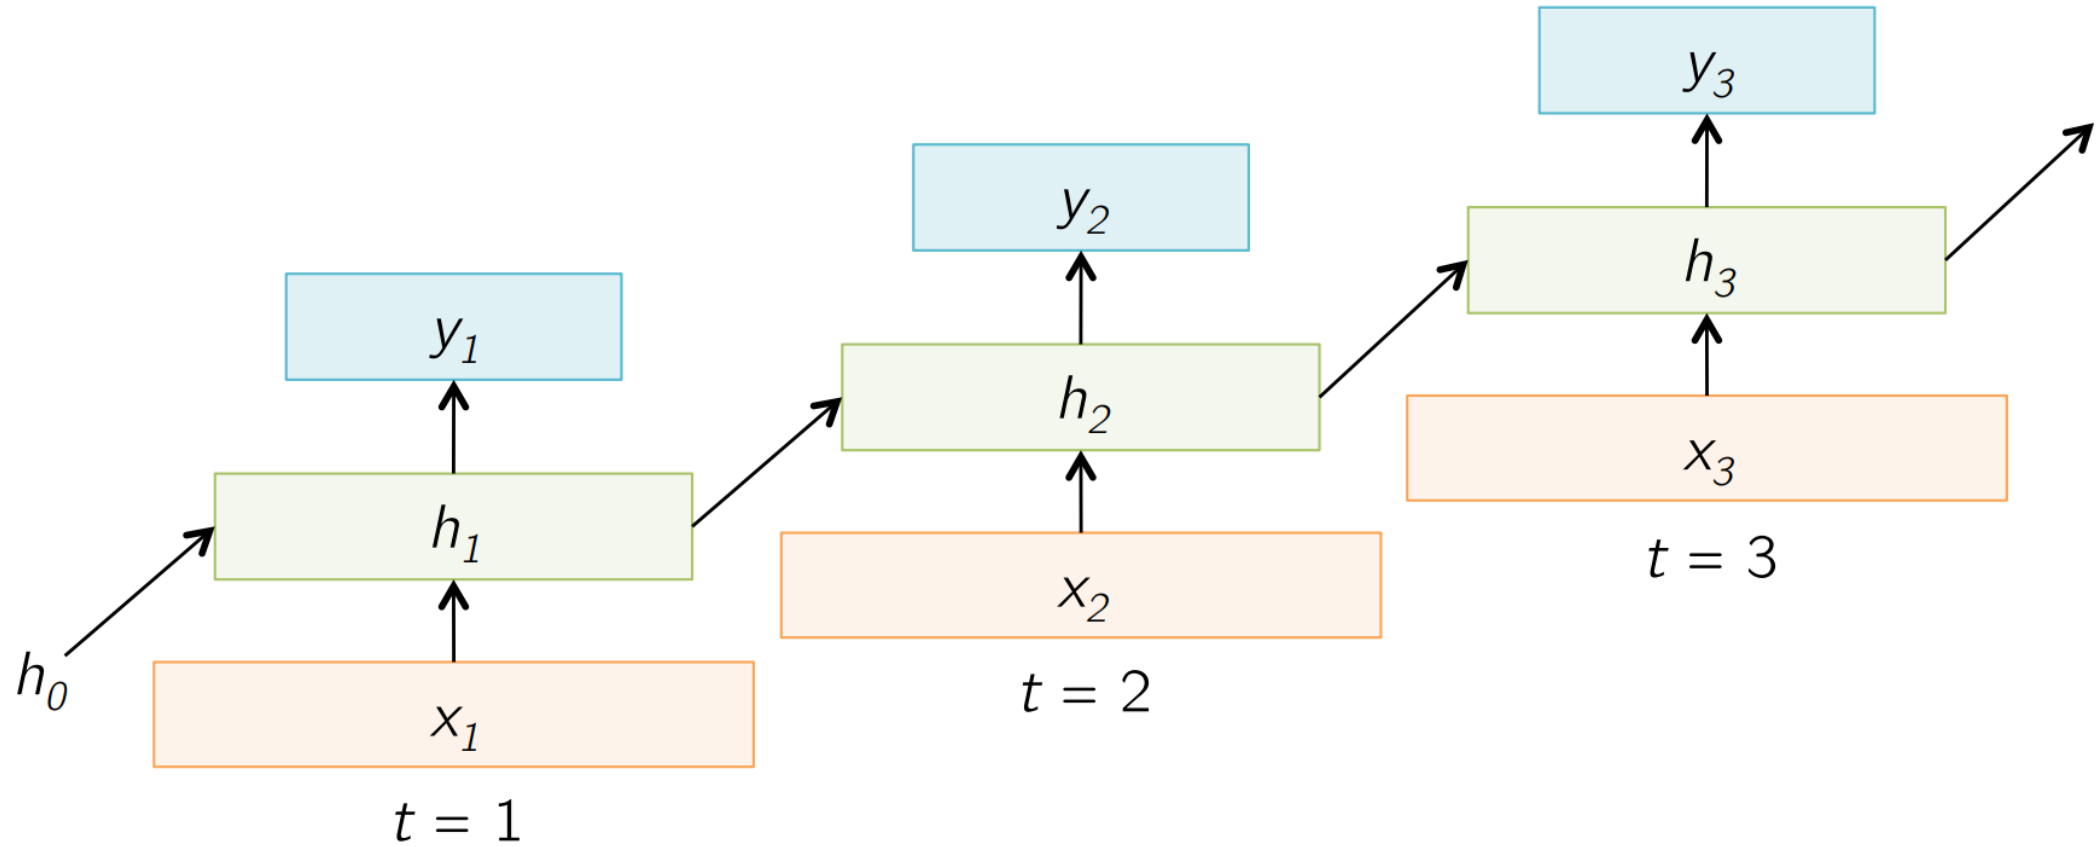 y₁
h₁
h₀
x₁
t = 1
y₂
h₂
x₂
t = 2
y₃
h₃
x₃
t = 3